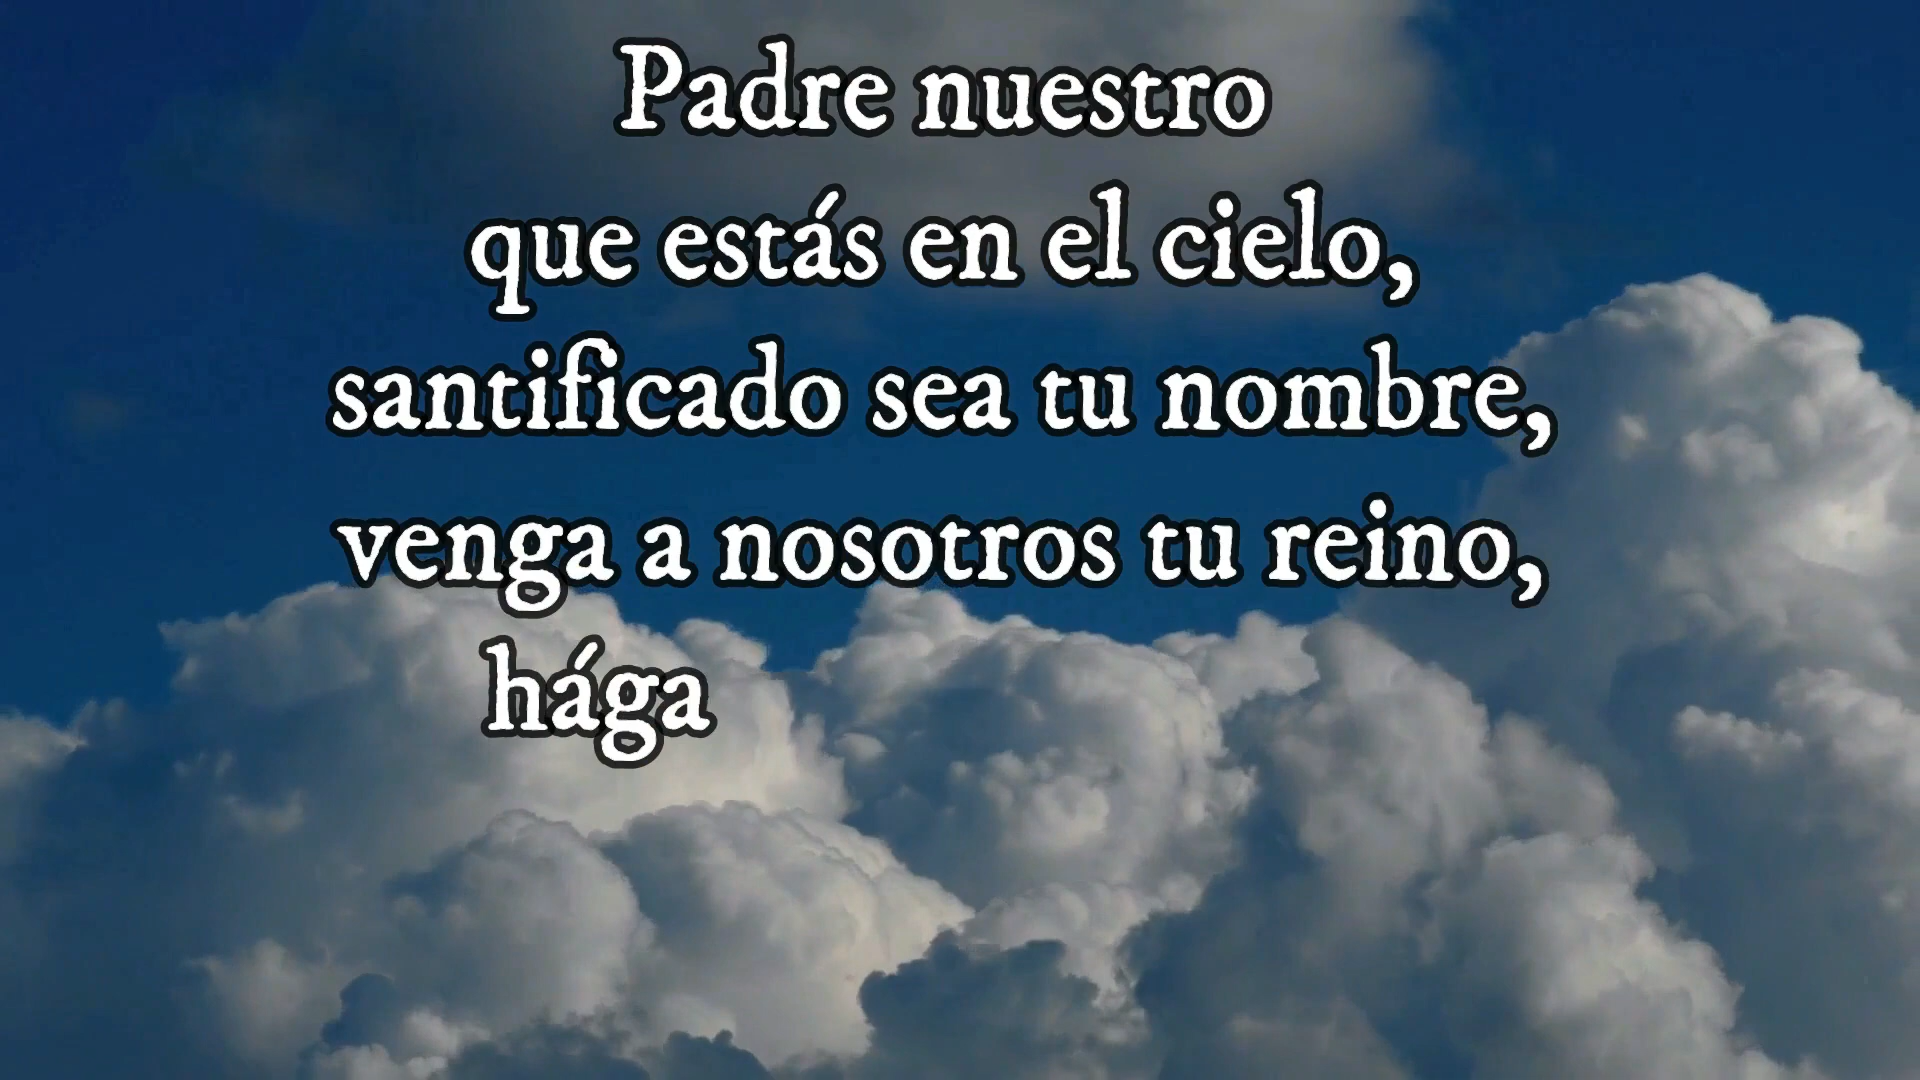 Padre nuestro
que estás en el cielo,
santificado sea tu nombre,
venga a nosotros tu reino,
hága